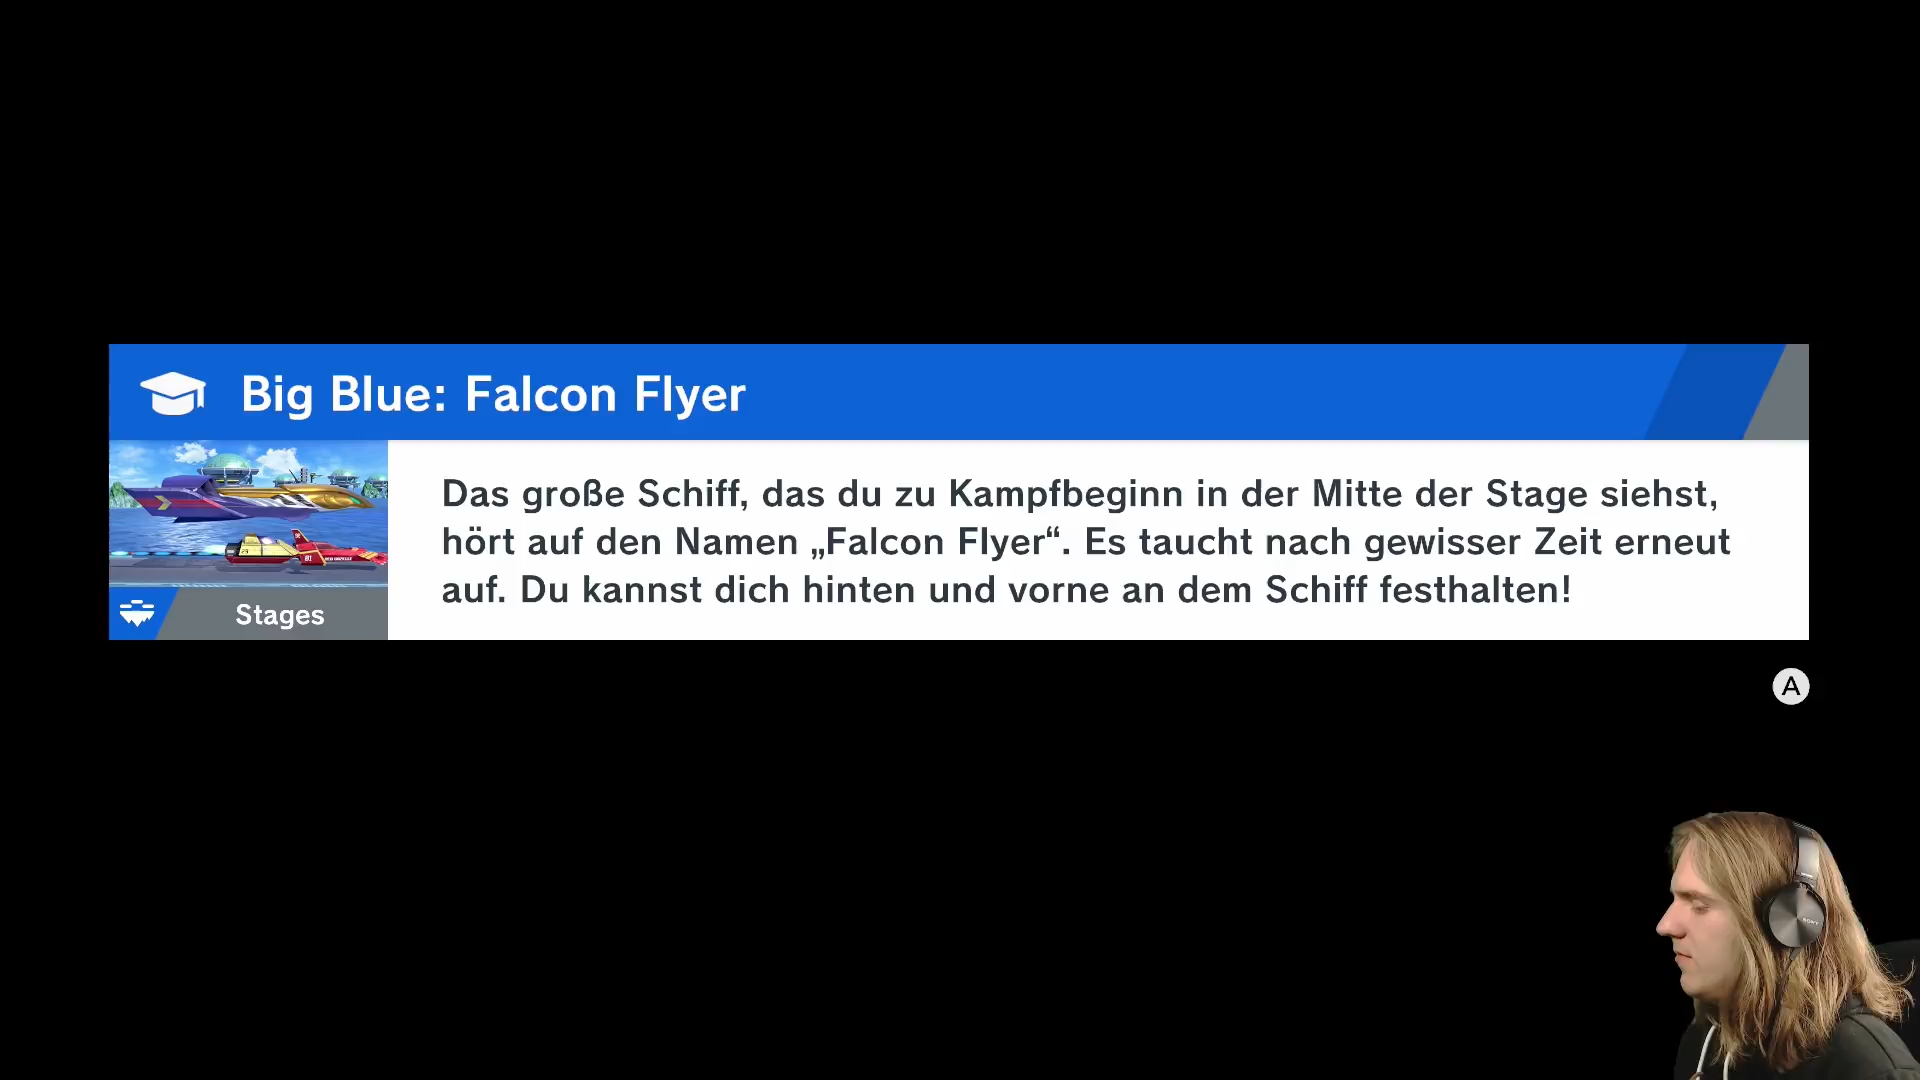 Big Blue: Falcon Flyer
Das große Schiff, das du zu Kampfbeginn in der Mitte der Stage siehst,
hört auf den Namen „Falcon Flyer“. Es taucht nach gewisser Zeit erneut
auf. Du kannst dich hinten und vorne an dem Schiff festhalten!
Stages
A
SONY